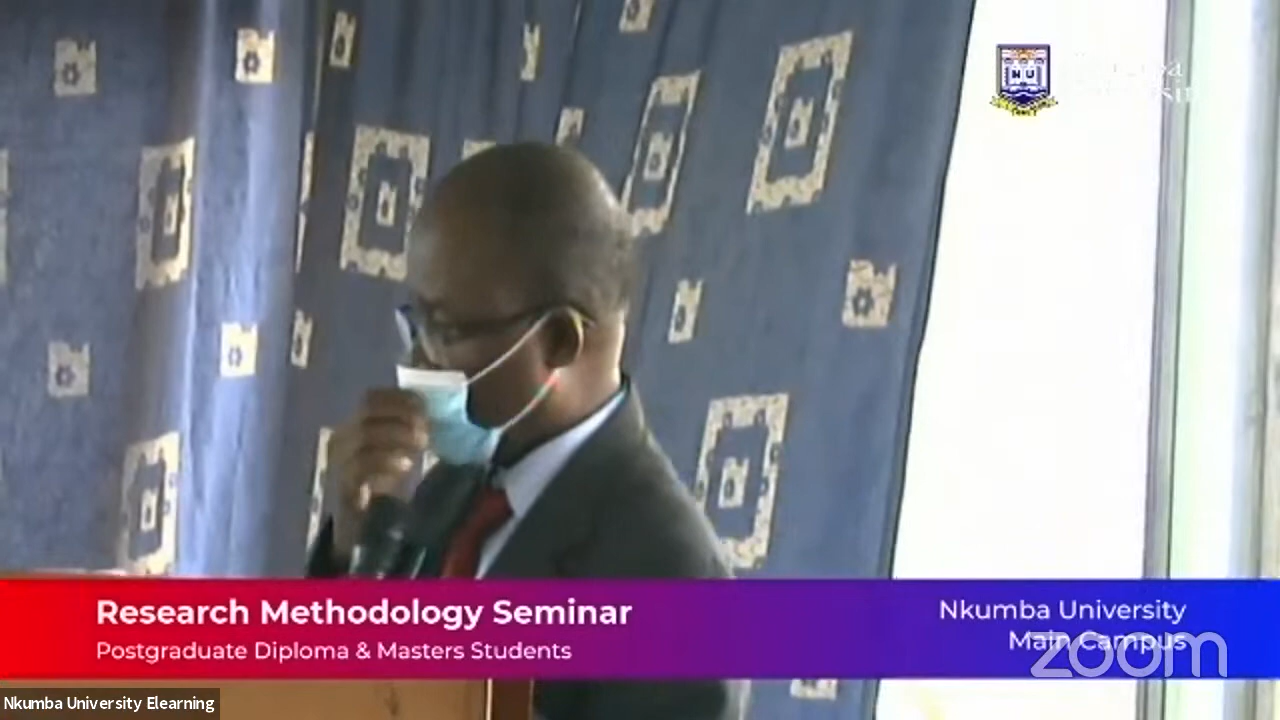 NU
Research Methodology Seminar
Postgraduate Diploma & Masters Students
Nkumba University
Main Campus
zoom
Nkumba University Elearning